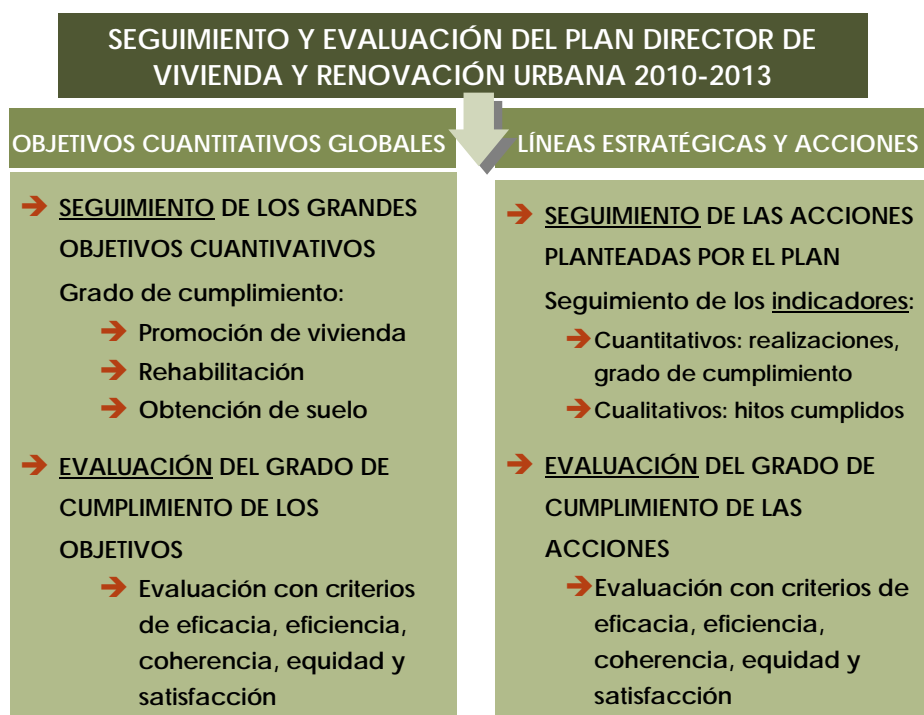 SEGUIMIENTO Y EVALUACIÓN DEL PLAN DIRECTOR DE
VIVIENDA Y RENOVACIÓN URBANA 2010-2013
OBJETIVOS CUANTITATIVOS GLOBALES
➔ SEGUIMIENTO DE LOS GRANDES
OBJETIVOS CUANTIVATIVOS
Grado de cumplimiento:
➔ Promoción de vivienda
➔ Rehabilitación
➔ Obtención de suelo
➔ EVALUACIÓN DEL GRADO DE
CUMPLIMIENTO DE LOS
OBJETIVOS
➔ Evaluación con criterios
de eficacia, eficiencia,
coherencia, equidad y
satisfacción
LÍNEAS ESTRATÉGICAS Y ACCIONES
➔ SEGUIMIENTO DE LAS ACCIONES
PLANTEADAS POR EL PLAN
Seguimiento de los indicadores:
➔ Cuantitativos: realizaciones,
grado de cumplimiento
➔ Cualitativos: hitos cumplidos
➔ EVALUACIÓN DEL GRADO DE
CUMPLIMIENTO DE LAS
ACCIONES
➔ Evaluación con criterios de
eficacia, eficiencia,
coherencia, equidad y
satisfacción